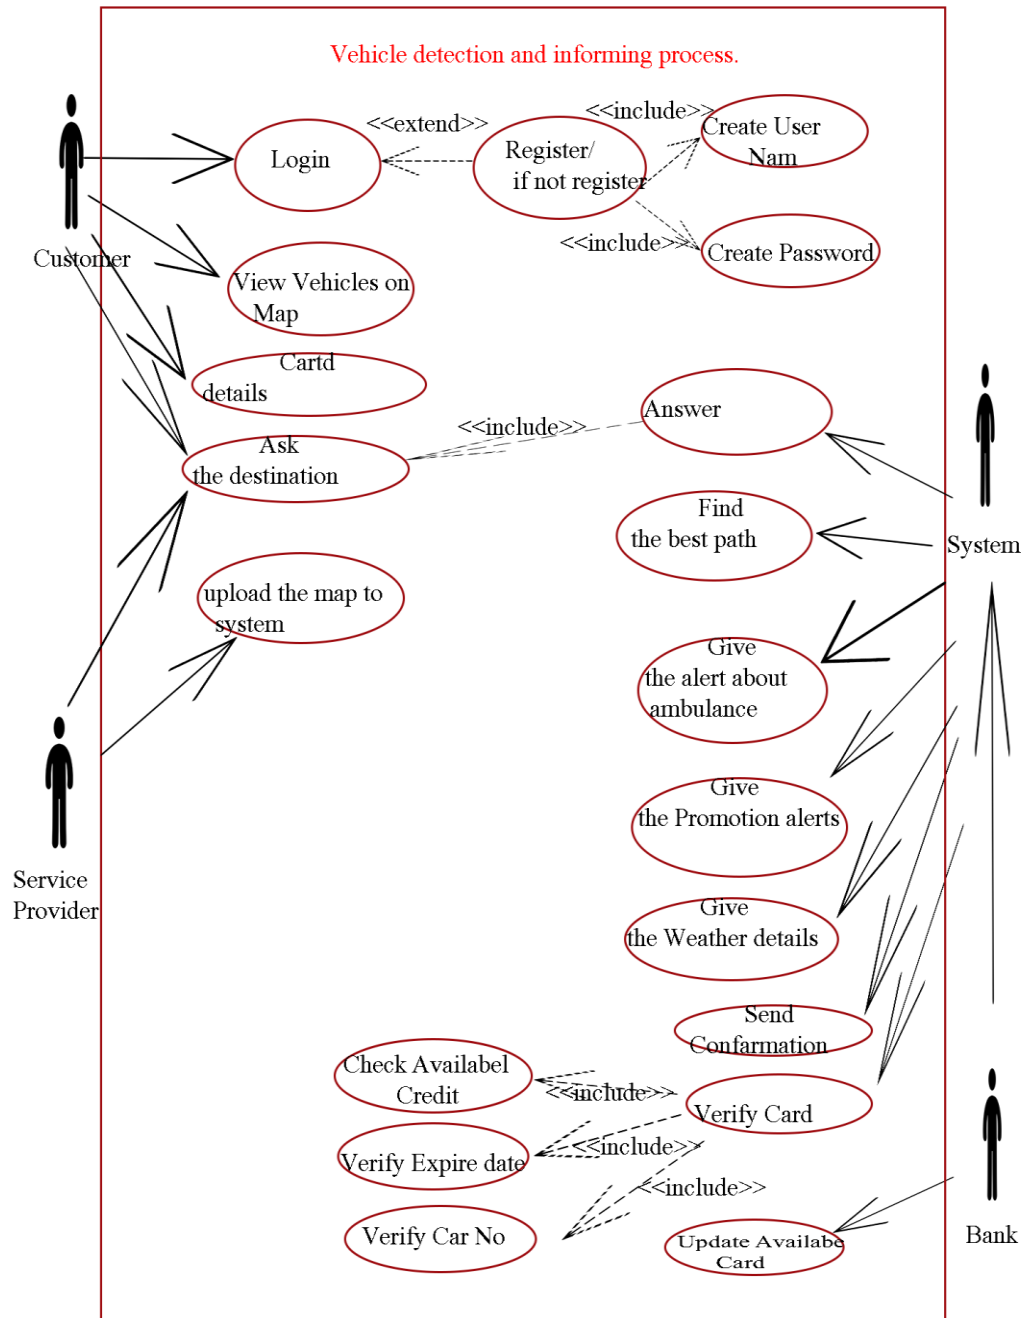 Vehicle detection and informing process.
<<include>>
<<extend>>
Create User
Nam
Login
Register/
if not register
<<include>>
Create Password
Customer
View Vehicles on
Map
Cartd
details
Answer
<<include>>
Ask
the destination
Find
the best path
System
upload the map to
system
Give
the alert about
ambulance
Give
the Promotion alerts
Service
Provider
Give
the Weather details
Send
Confarmation
Check Availabel
Credit
<<include>>
Verify Card
<<include>>
Verify Expire date
<<include>>
Verify Car No
Update Availabe
Card
Bank